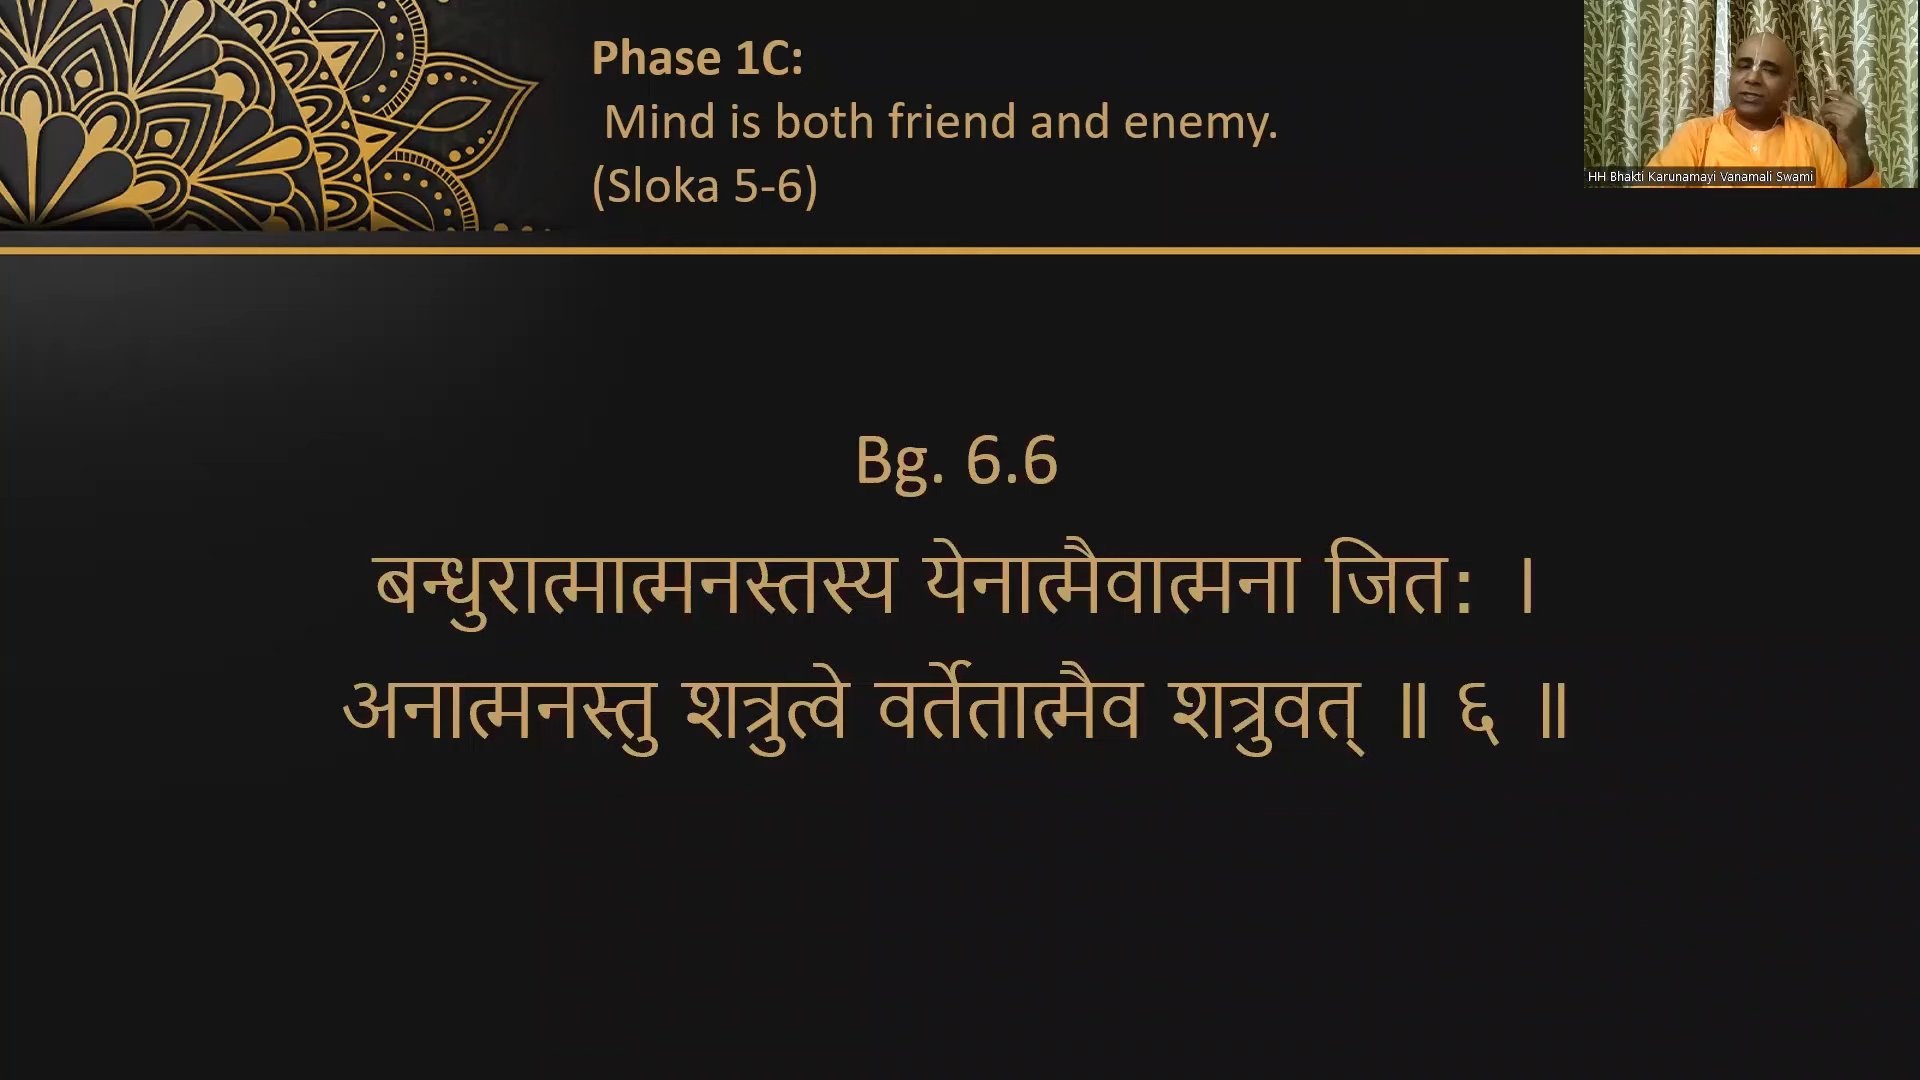 Phase 1C:
Mind is both friend and enemy.
(Sloka 5-6)
HH Bhakti Karunamayi Vanamali Swami
Bg. 6.6
बन्धुरात्मात्मनस्तस्य येनात्मैवात्मना जितः ।
अनात्मनस्तु शत्रुत्वे वर्तेतात्मैव शत्रुवत् ॥ ६ ॥